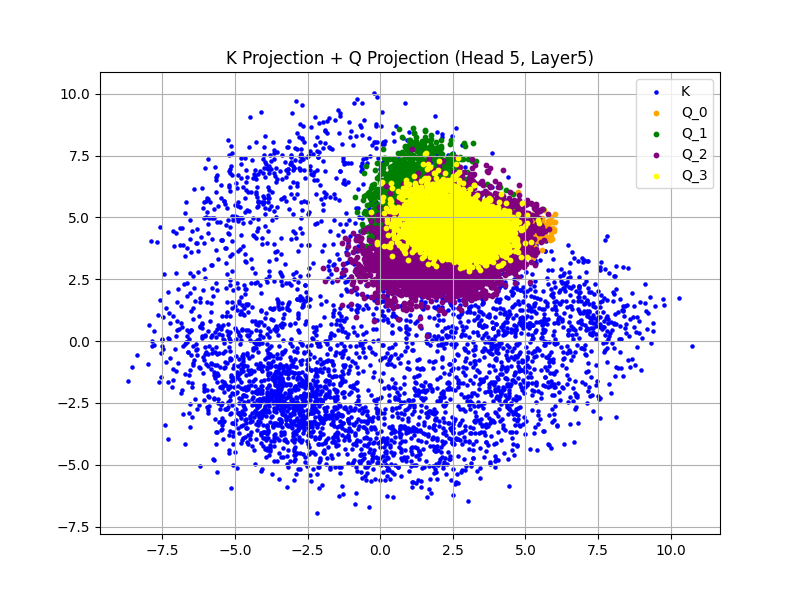 K Projection + Q Projection (Head 5, Layer5)
10.0
7.5
5.0
2.5
0.0
−2.5
−5.0
−7.5
K
Q_0
Q_1
Q_2
Q_3
−7.5 −5.0 −2.5 0.0 2.5 5.0 7.5 10.0